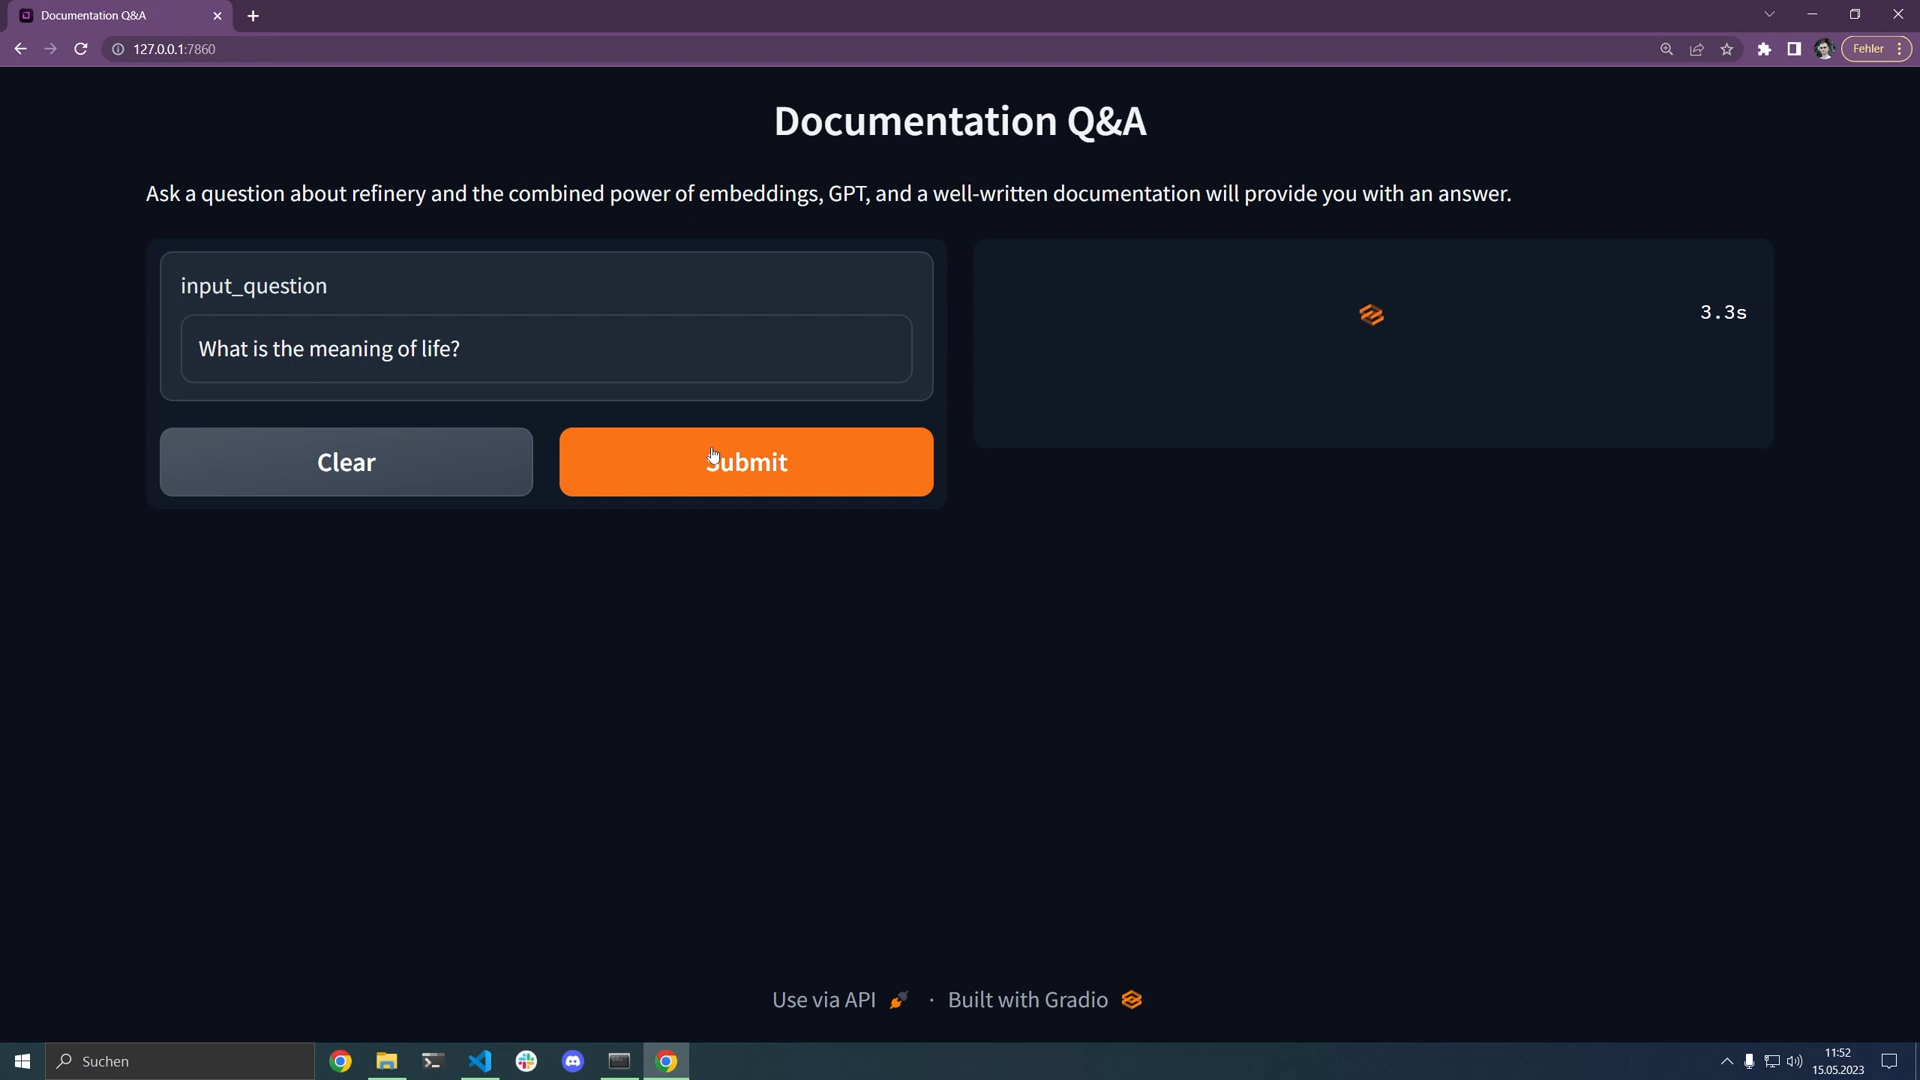 Documentation Q&A
127.0.0.1:7860
Fehler
Documentation Q&A
Ask a question about refinery and the combined power of embeddings, GPT, and a well-written documentation will provide you with an answer.
input_question
What is the meaning of life?
3.3s
Clear
Submit
Use via API · Built with Gradio
Suchen
11:52
15.05.2023